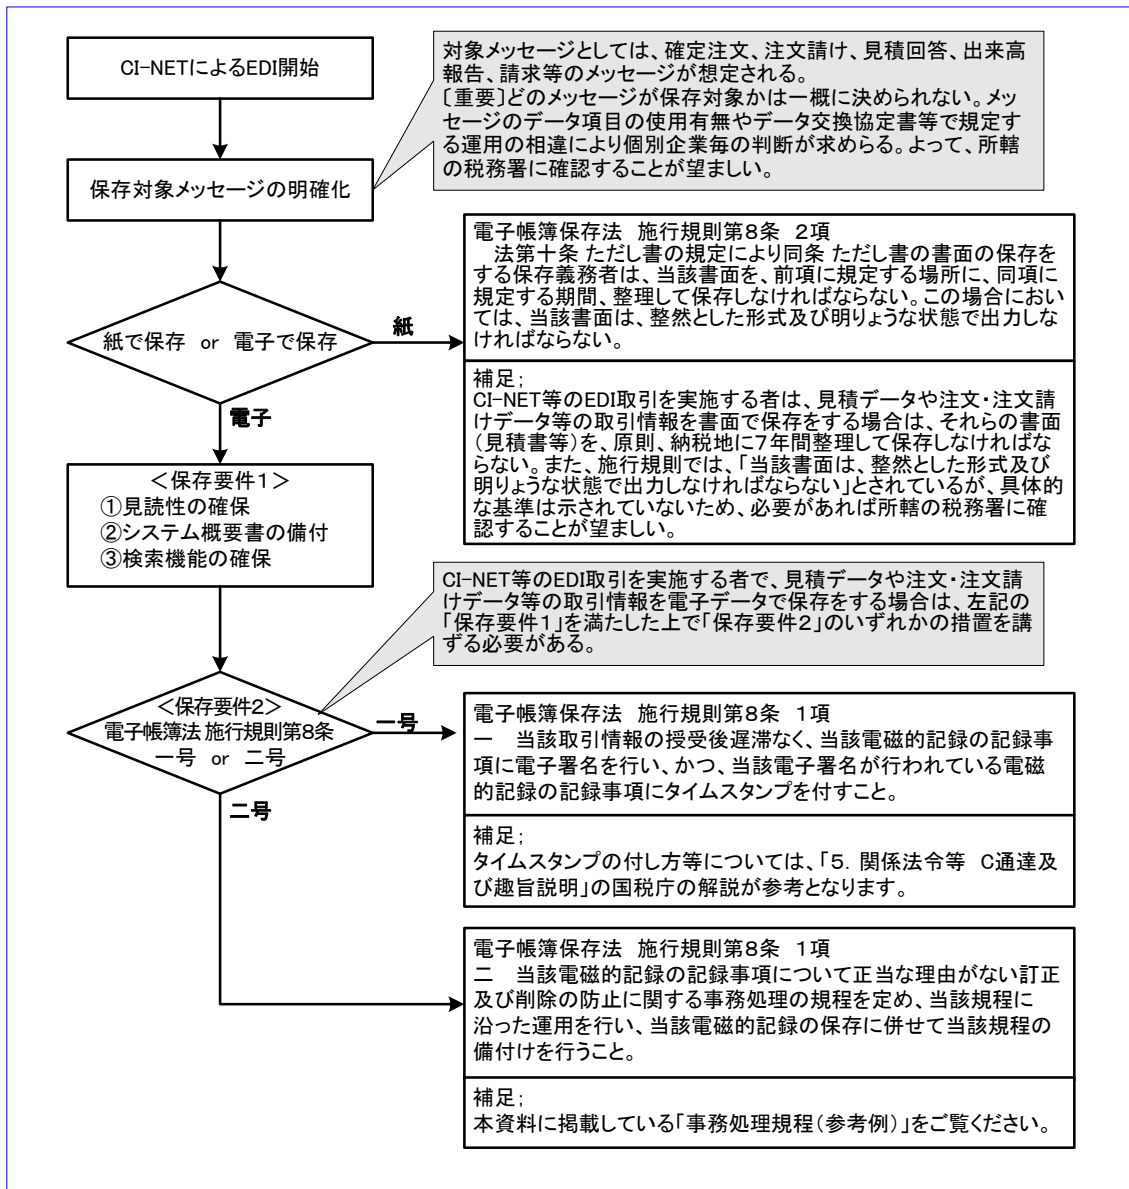 CI-NETによるEDI開始
対象メッセージとしては、確定注文、注文請け、見積回答、出来高
報告、請求等のメッセージが想定される。
〔重要〕どのメッセージが保存対象かは一概に決められない。メッ
セージのデータ項目の使用有無やデータ交換協定書等で規定す
る運用の相違により個別企業毎の判断が求めらる。よって、所轄
の税務署に確認することが望ましい。
保存対象メッセージの明確化
紙で保存 or 電子で保存
紙
電子帳簿保存法 施行規則第8条 2項
法第十条 ただし書の規定により同条 ただし書の書面の保存を
する保存義務者は、当該書面を、前項に規定する場所に、同項に
規定する期間、整理して保存しなければならない。この場合におい
ては、当該書面は、整然とした形式及び明りょうな状態で出力しな
ければならない。
補足;
CI-NET等のEDI取引を実施する者は、見積データや注文・注文請
けデータ等の取引情報を書面で保存をする場合は、それらの書面
(見積書等)を、原則、納税地に7年間整理して保存しなければな
らない。また、施行規則では、「当該書面は、整然とした形式及び
明りょうな状態で出力しなければならない」とされているが、具体的
な基準は示されていないため、必要があれば所轄の税務署に確
認することが望ましい。
電子
<保存要件1>
①見読性の確保
②システム概要書の備付
③検索機能の確保
CI-NET等のEDI取引を実施する者で、見積データや注文・注文請
けデータ等の取引情報を電子データで保存をする場合は、左記の
「保存要件1」を満たした上で「保存要件2」のいずれかの措置を講
ずる必要がある。
<保存要件2>
電子帳簿法 施行規則第8条
一号 or 二号
一号
電子帳簿保存法 施行規則第8条 1項
一 当該取引情報の授受後遅滞なく、当該電磁的記録の記録事
項に電子署名を行い、かつ、当該電子署名が行われている電磁
的記録の記録事項にタイムスタンプを付すこと。
補足;
タイムスタンプの付し方等については、「5. 関係法令等 C通達及
び趣旨説明」の国税庁の解説が参考となります。
二号
電子帳簿保存法 施行規則第8条 1項
二 当該電磁的記録の記録事項について正当な理由がない訂正
及び削除の防止に関する事務処理の規程を定め、当該規程に
沿った運用を行い、当該電磁的記録の保存に併せて当該規程の
備付けを行うこと。
補足;
本資料に掲載している「事務処理規程(参考例)」をご覧ください。